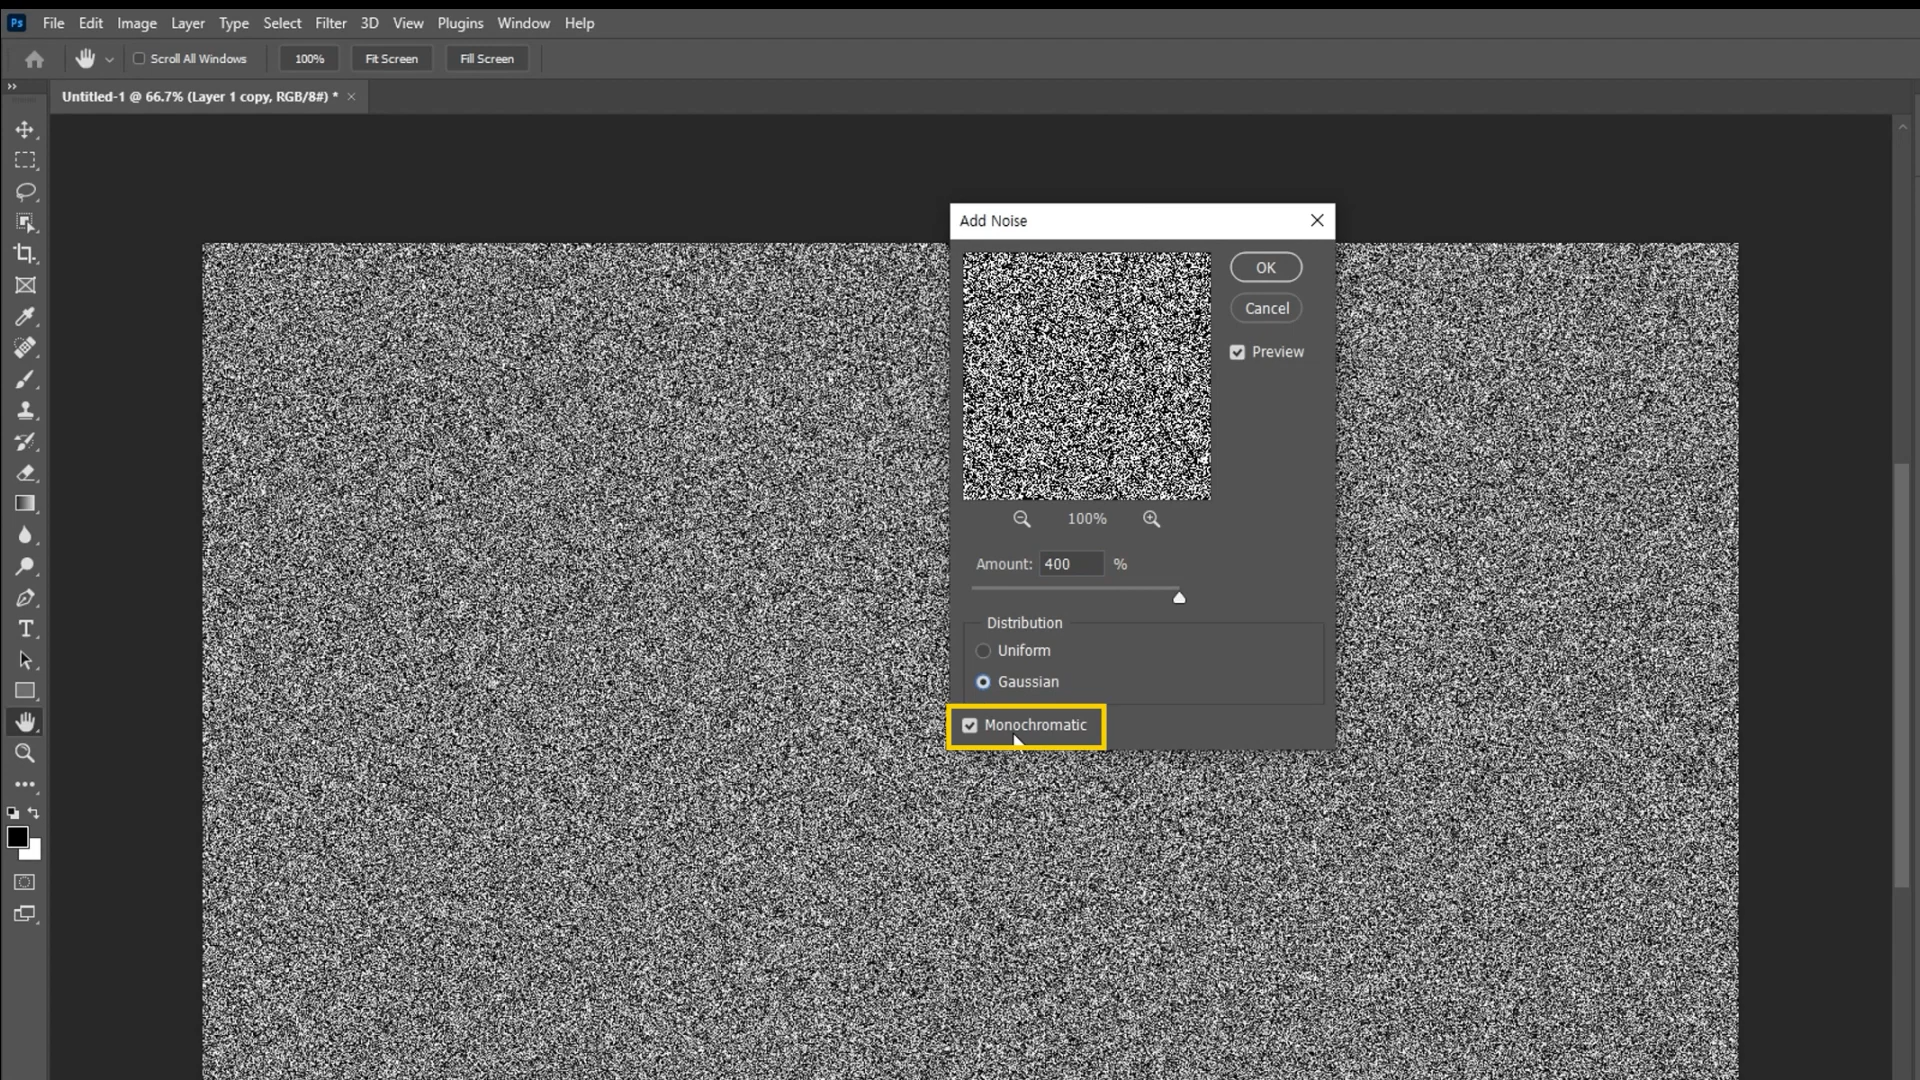 Ps File Edit Image Layer Type Select Filter 3D View Plugins Window Help
Scroll All Windows 100% Fit Screen Fill Screen
Untitled-1 @ 66.7% (Layer 1 copy, RGB/8#) * ×
Add Noise
OK
Cancel
Preview
100%
Amount: 400 %
Distribution
Uniform
Gaussian
Monochromatic